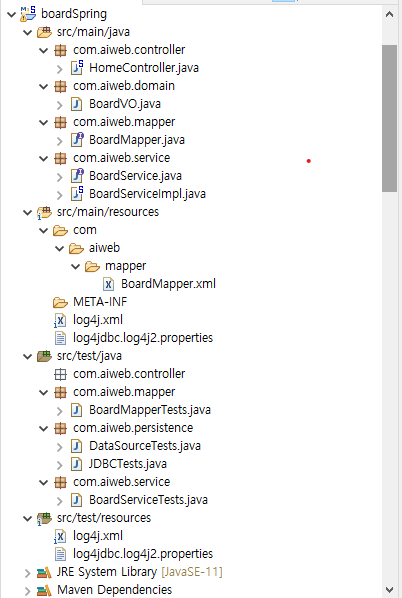 boardSpring
src/main/java
com.aiweb.controller
HomeController.java
com.aiweb.domain
BoardVO.java
com.aiweb.mapper
BoardMapper.java
com.aiweb.service
BoardService.java
BoardServiceImpl.java
src/main/resources
com
aiweb
mapper
BoardMapper.xml
META-INF
log4j.xml
log4jdbc.log4j2.properties
src/test/java
com.aiweb.controller
com.aiweb.mapper
BoardMapperTests.java
com.aiweb.persistence
DataSourceTests.java
JDBCTests.java
com.aiweb.service
BoardServiceTests.java
src/test/resources
log4j.xml
log4jdbc.log4j2.properties
JRE System Library [JavaSE-11]
Maven Dependencies